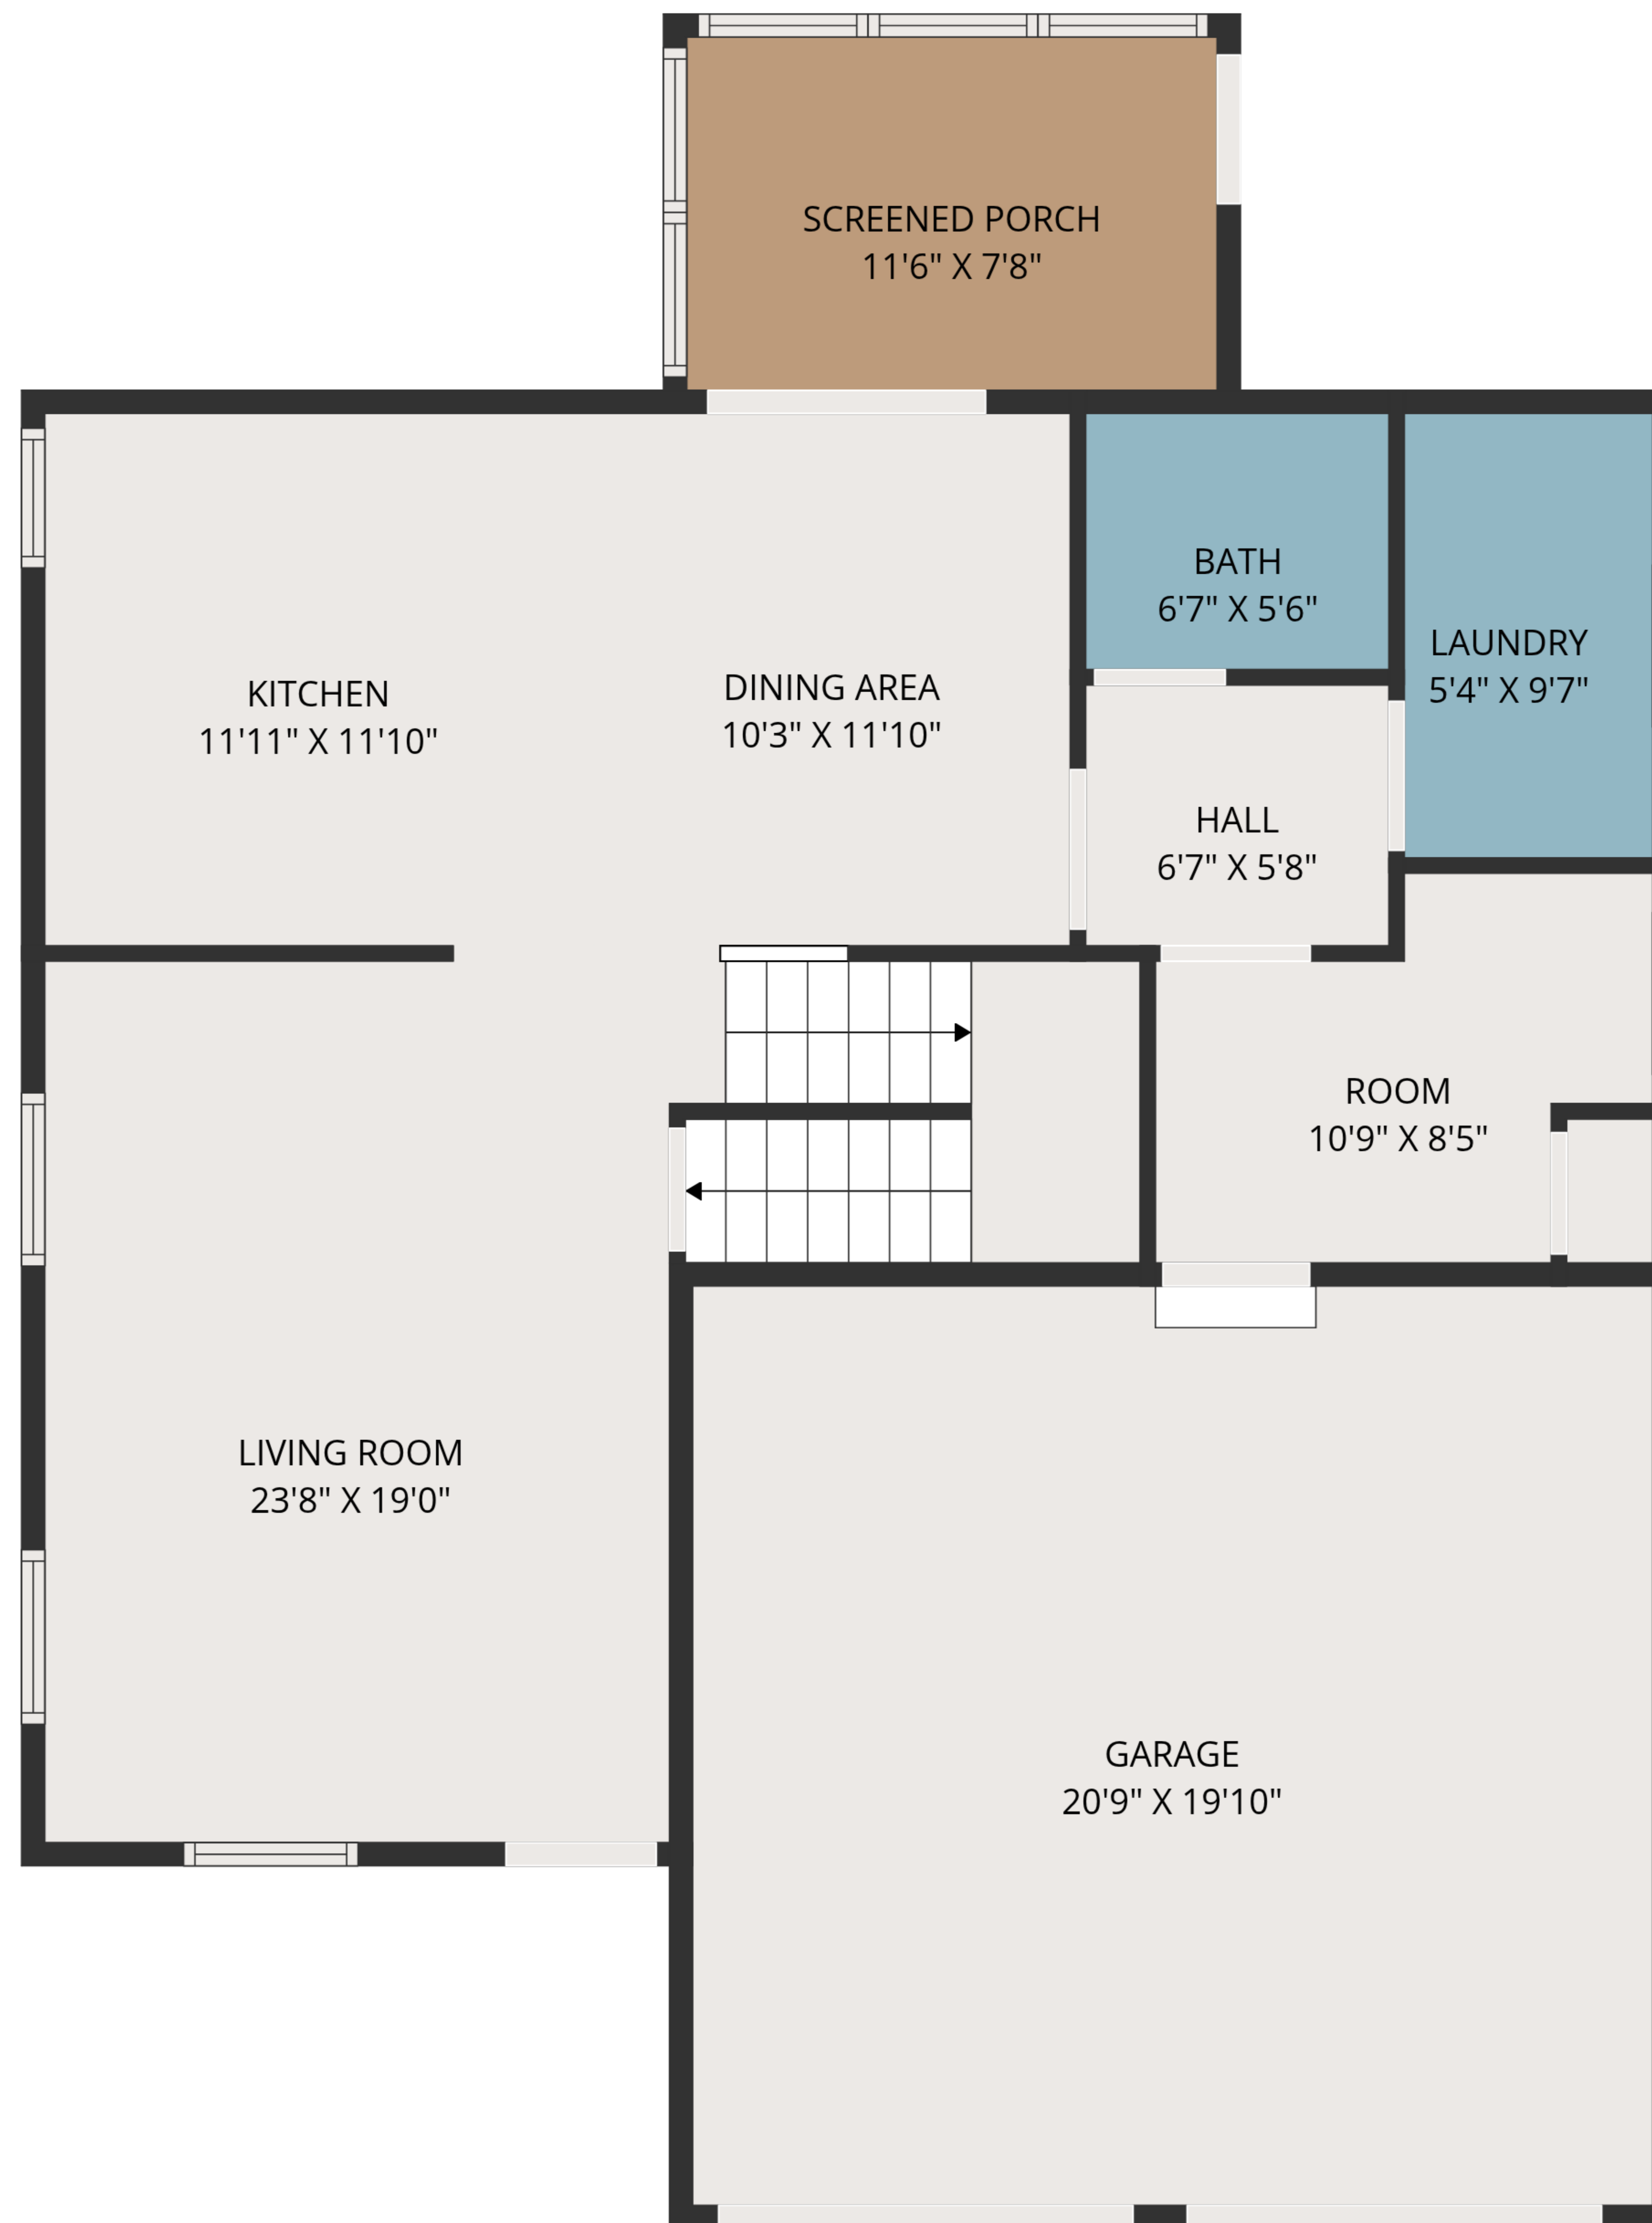 SCREENED PORCH
11'6" X 7'8"
BATH
6'7" X 5'6"
LAUNDRY
5'4" X 9'7"
KITCHEN
11'11" X 11'10"
DINING AREA
10'3" X 11'10"
HALL
6'7" X 5'8"
ROOM
10'9" X 8'5"
LIVING ROOM
23'8" X 19'0"
GARAGE
20'9" X 19'10"